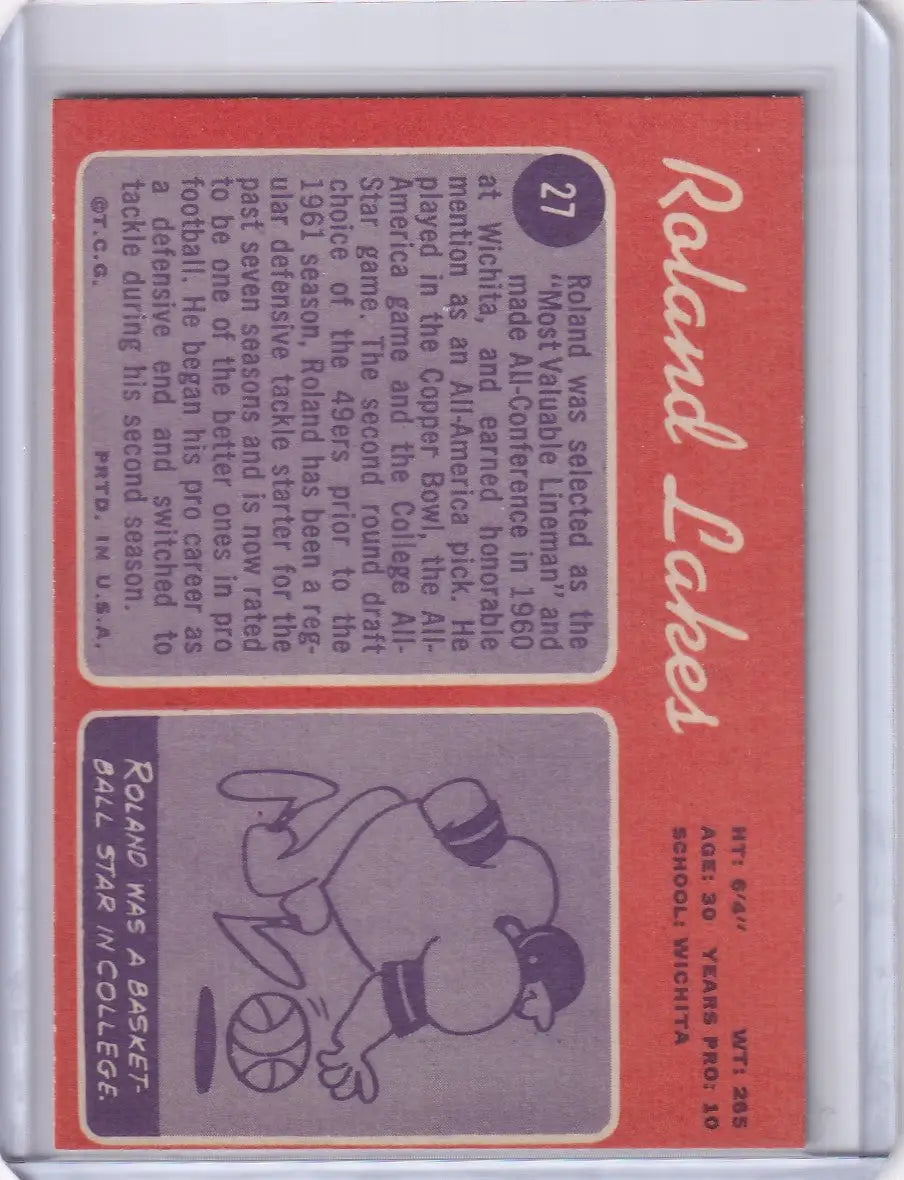 Roland Lakes
HT: 6/4" WT: 265
AGE: 30 YEARS PRO: 10
SCHOOL: WICHITA
27
Roland was selected as the
"Most Valuable Lineman" and
made All-Conference in 1960
at Wichita, and earned honorable
mention as an All-America pick. He
played in the Copper Bowl, the All-
America game and the College All-
Star game. The second round draft
choice of the 49ers prior to the
1961 season, Roland has been a reg-
ular defensive tackle starter for the
past seven seasons and is now rated
to be one of the better ones in pro
football. He began his pro career as
a defensive end and switched to
tackle during his second season.
©T.C.G. PRTD. IN U.S.A.
ROLAND WAS A BASKET-
BALL STAR IN COLLEGE.